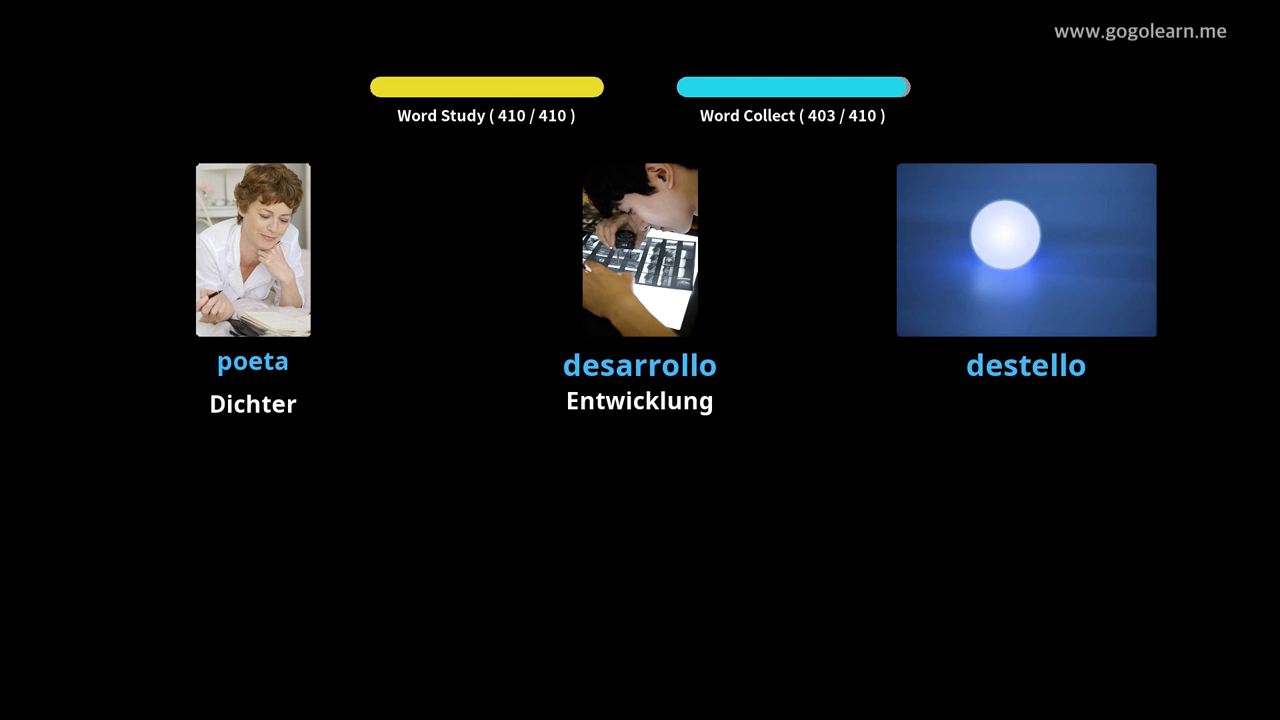 www.gogolearn.me
Word Study ( 410 / 410 )
Word Collect ( 403 / 410 )
poeta
Dichter
desarrollo
Entwicklung
destello